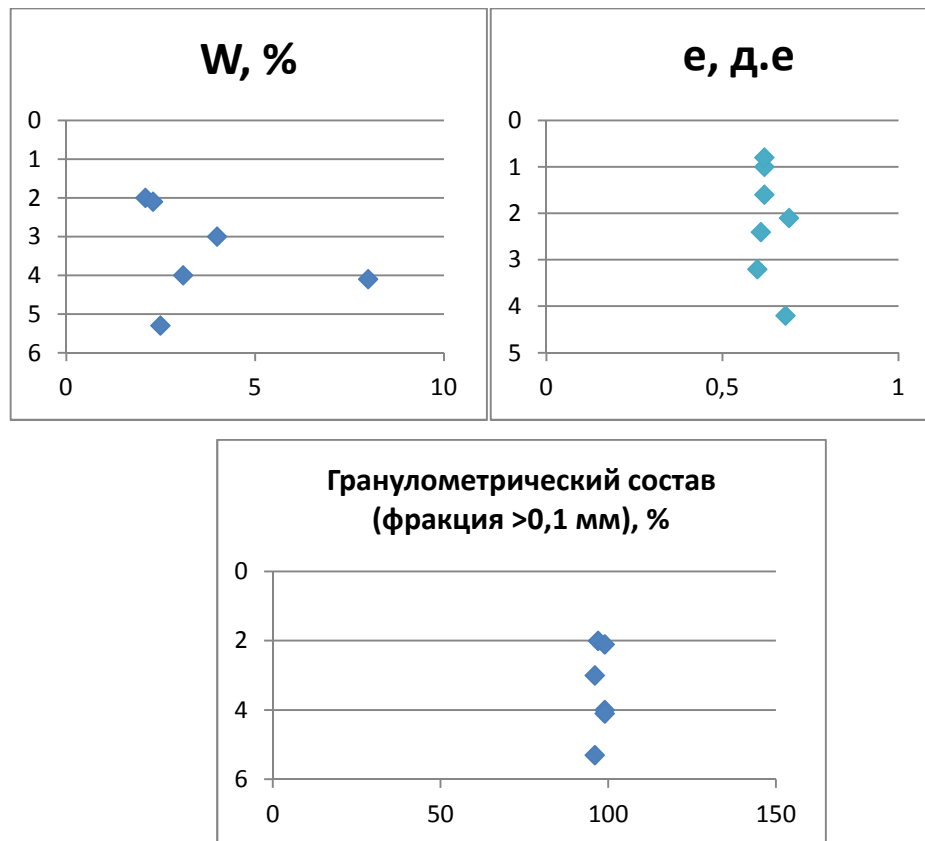 W, %
0
1
2
3
4
5
6
0 5 10
e, д.е
0
1
2
3
4
5
0 0,5 1
Гранулометрический состав
(фракция >0,1 мм), %
0
2
4
6
0 50 100 150